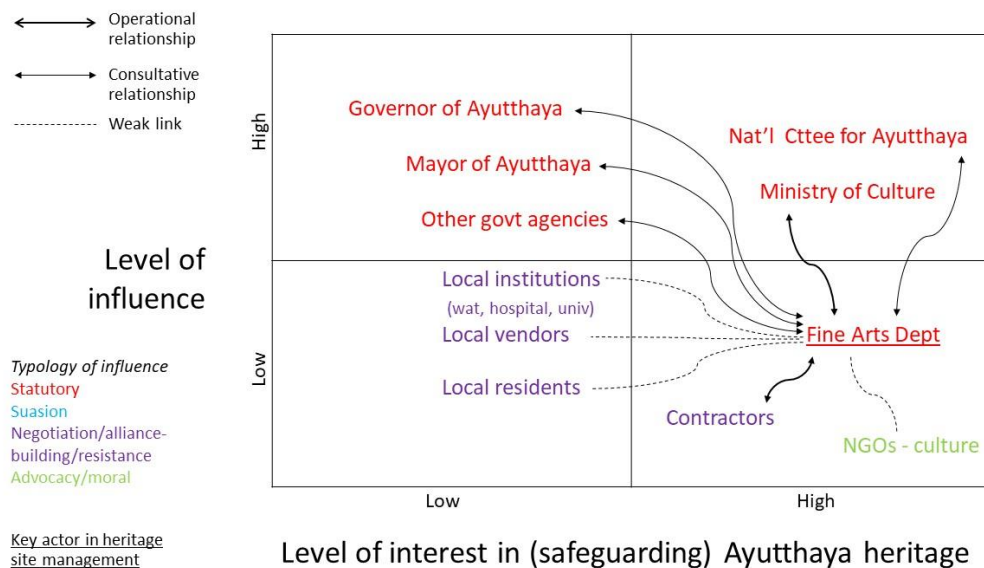 Operational
relationship
Consultative
relationship
Weak link
Level of
influence
Typology of influence
Statutory
Suasion
Negotiation/alliance-
building/resistance
Advocacy/moral
Key actor in heritage
site management
High
Low
Governor of Ayutthaya
Mayor of Ayutthaya
Other govt agencies
Nat'l Cttee for Ayutthaya
Ministry of Culture
Local institutions
(wat, hospital, univ)
Local vendors
Local residents
Fine Arts Dept
Contractors
NGOs - culture
Low
High
Level of interest in (safeguarding) Ayutthaya heritage